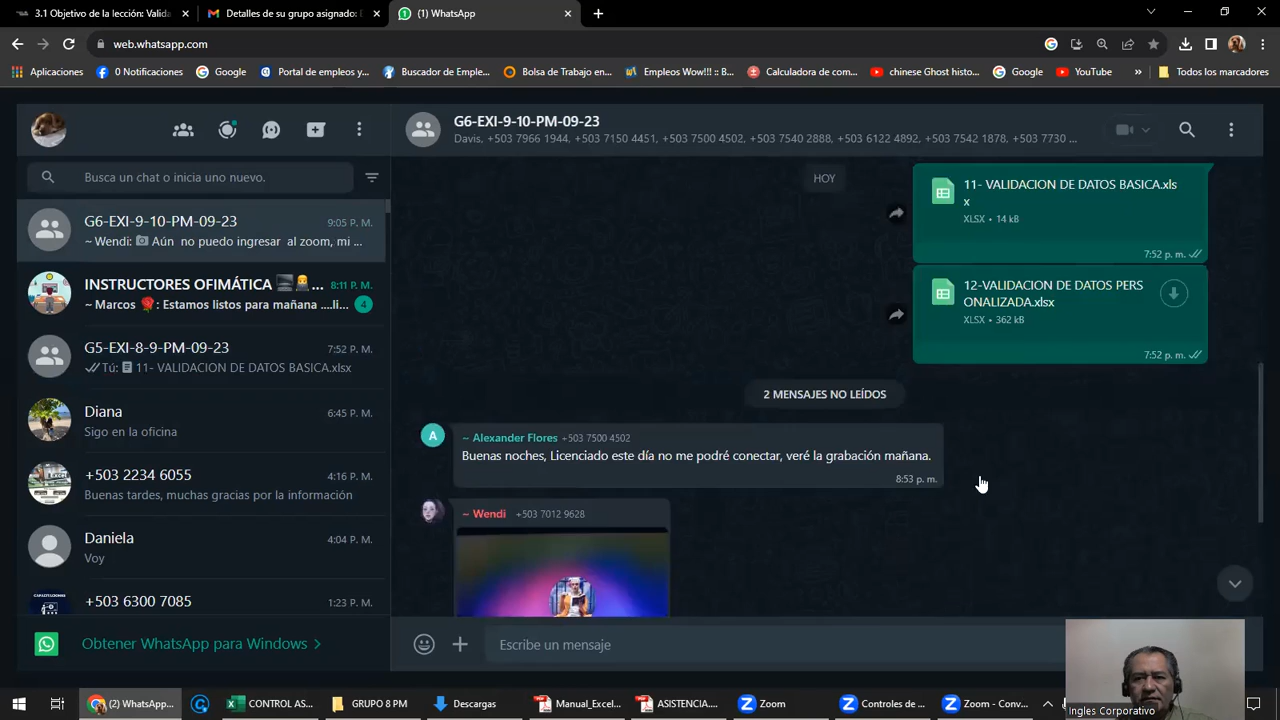 3.1 Objetivo de la lección: Valida
Detalles de su grupo asignado: D
(1) WhatsApp
web.whatsapp.com
Aplicaciones
0 Notificaciones
Google
Portal de empleos y...
Buscador de Emple...
Bolsa de Trabajo en...
Empleos Wow!!! :: B...
Calculadora de com...
chinese Ghost histo...
Google
YouTube
»
Todos los marcadores
G6-EXI-9-10-PM-09-23
Davis, +503 7966 1944, +503 7150 4451, +503 7500 4502, +503 7540 2888, +503 6122 4892, +503 7542 1878, +503 7730 ...
Busca un chat o inicia uno nuevo.
G6-EXI-9-10-PM-09-23
9:05 P. M.
~ Wendi: Aún no puedo ingresar al zoom, mi ...
INSTRUCTORES OFIMÁTICA ...
8:11 P. M.
~ Marcos : Estamos listos para mañana ....li...
4
G5-EXI-8-9-PM-09-23
7:52 P. M.
Tú: 11- VALIDACION DE DATOS BASICA.xlsx
Diana
6:45 P. M.
Sigo en la oficina
+503 2234 6055
4:16 P. M.
Buenas tardes, muchas gracias por la información
Daniela
4:04 P. M.
Voy
+503 6300 7085
1:23 P. M.
Obtener WhatsApp para Windows
HOY
11- VALIDACION DE DATOS BASICA.xls
x
XLSX • 14 kB
7:52 p. m.
12-VALIDACION DE DATOS PERS
ONALIZADA.xlsx
XLSX • 362 kB
7:52 p. m.
2 MENSAJES NO LEÍDOS
A
~ Alexander Flores +503 7500 4502
Buenas noches, Licenciado este día no me podré conectar, veré la grabación mañana.
8:53 p. m.
~ Wendi +503 7012 9628
Escribe un mensaje
Ingles Corporativo
(2) WhatsApp...
CONTROL AS...
GRUPO 8 PM
Descargas
Manual_Excel...
ASISTENCIA...
Zoom
Controles de ...
Zoom - Conv...